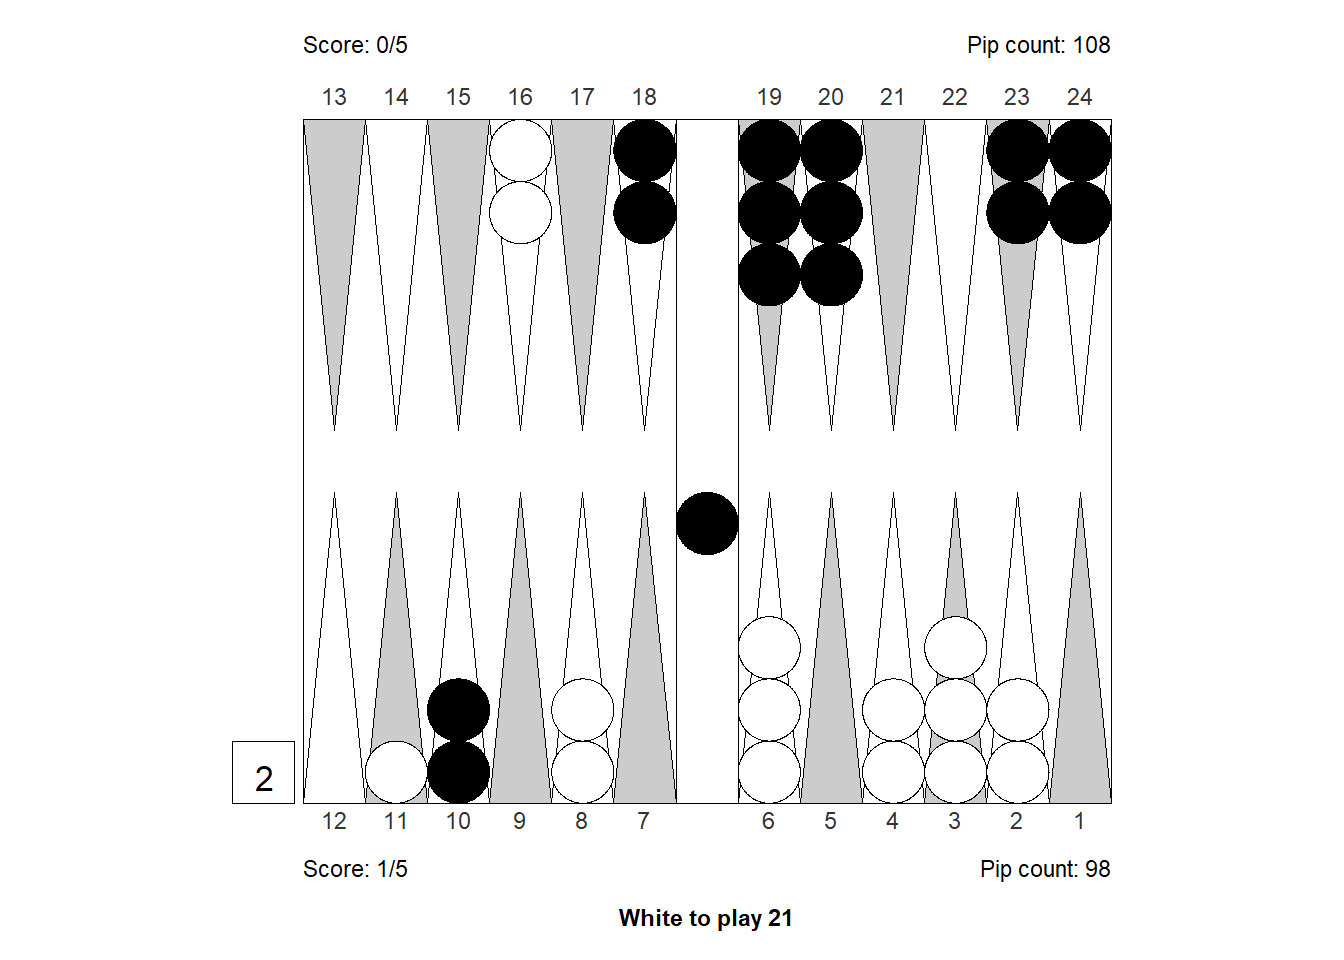 Score: 0/5 Pip count: 108
13 14 15 16 17 18 19 20 21 22 23 24
2
12 11 10 9 8 7 6 5 4 3 2 1
Score: 1/5 Pip count: 98
White to play 21